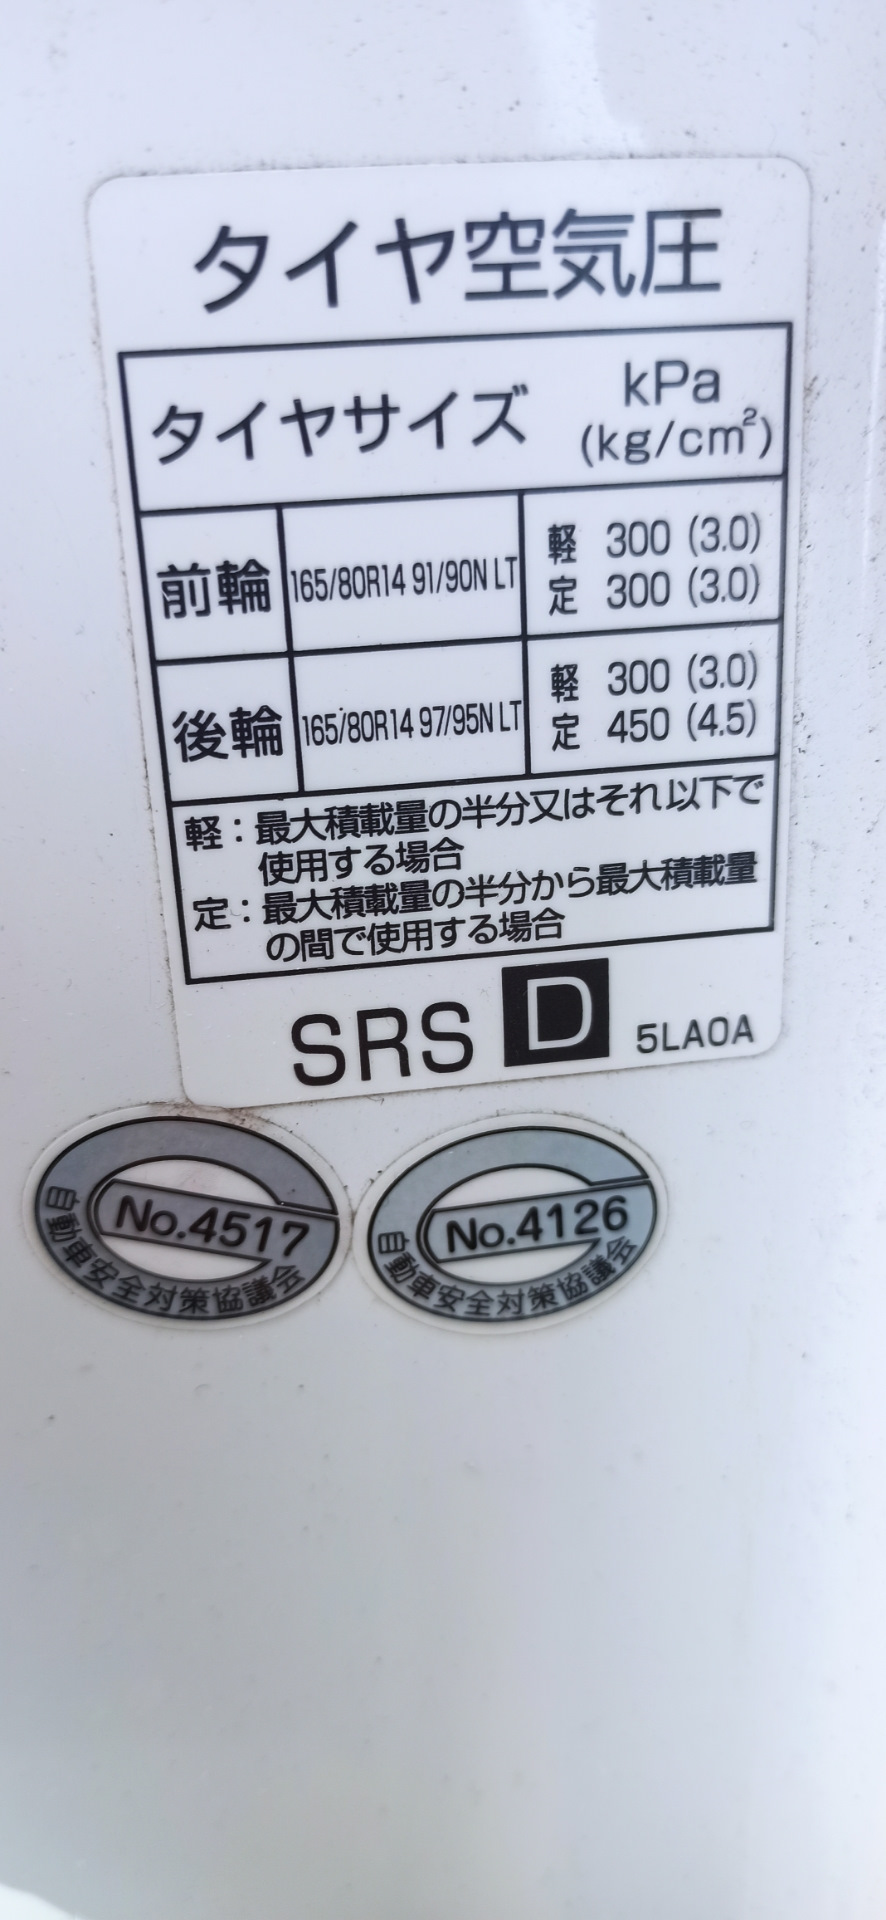 タイヤ空気圧
タイヤサイズ kPa
(kg/cm²)
前輪 165/80R14 91/90N LT 軽 300 (3.0)
定 300 (3.0)
後輪 165/80R14 97/95N LT 軽 300 (3.0)
定 450 (4.5)
軽：最大積載量の半分又はそれ以下で
使用する場合
定：最大積載量の半分から最大積載量
の間で使用する場合
SRS D 5LA0A
No.4517
自動車安全対策協議会
No.4126
自動車安全対策協議会